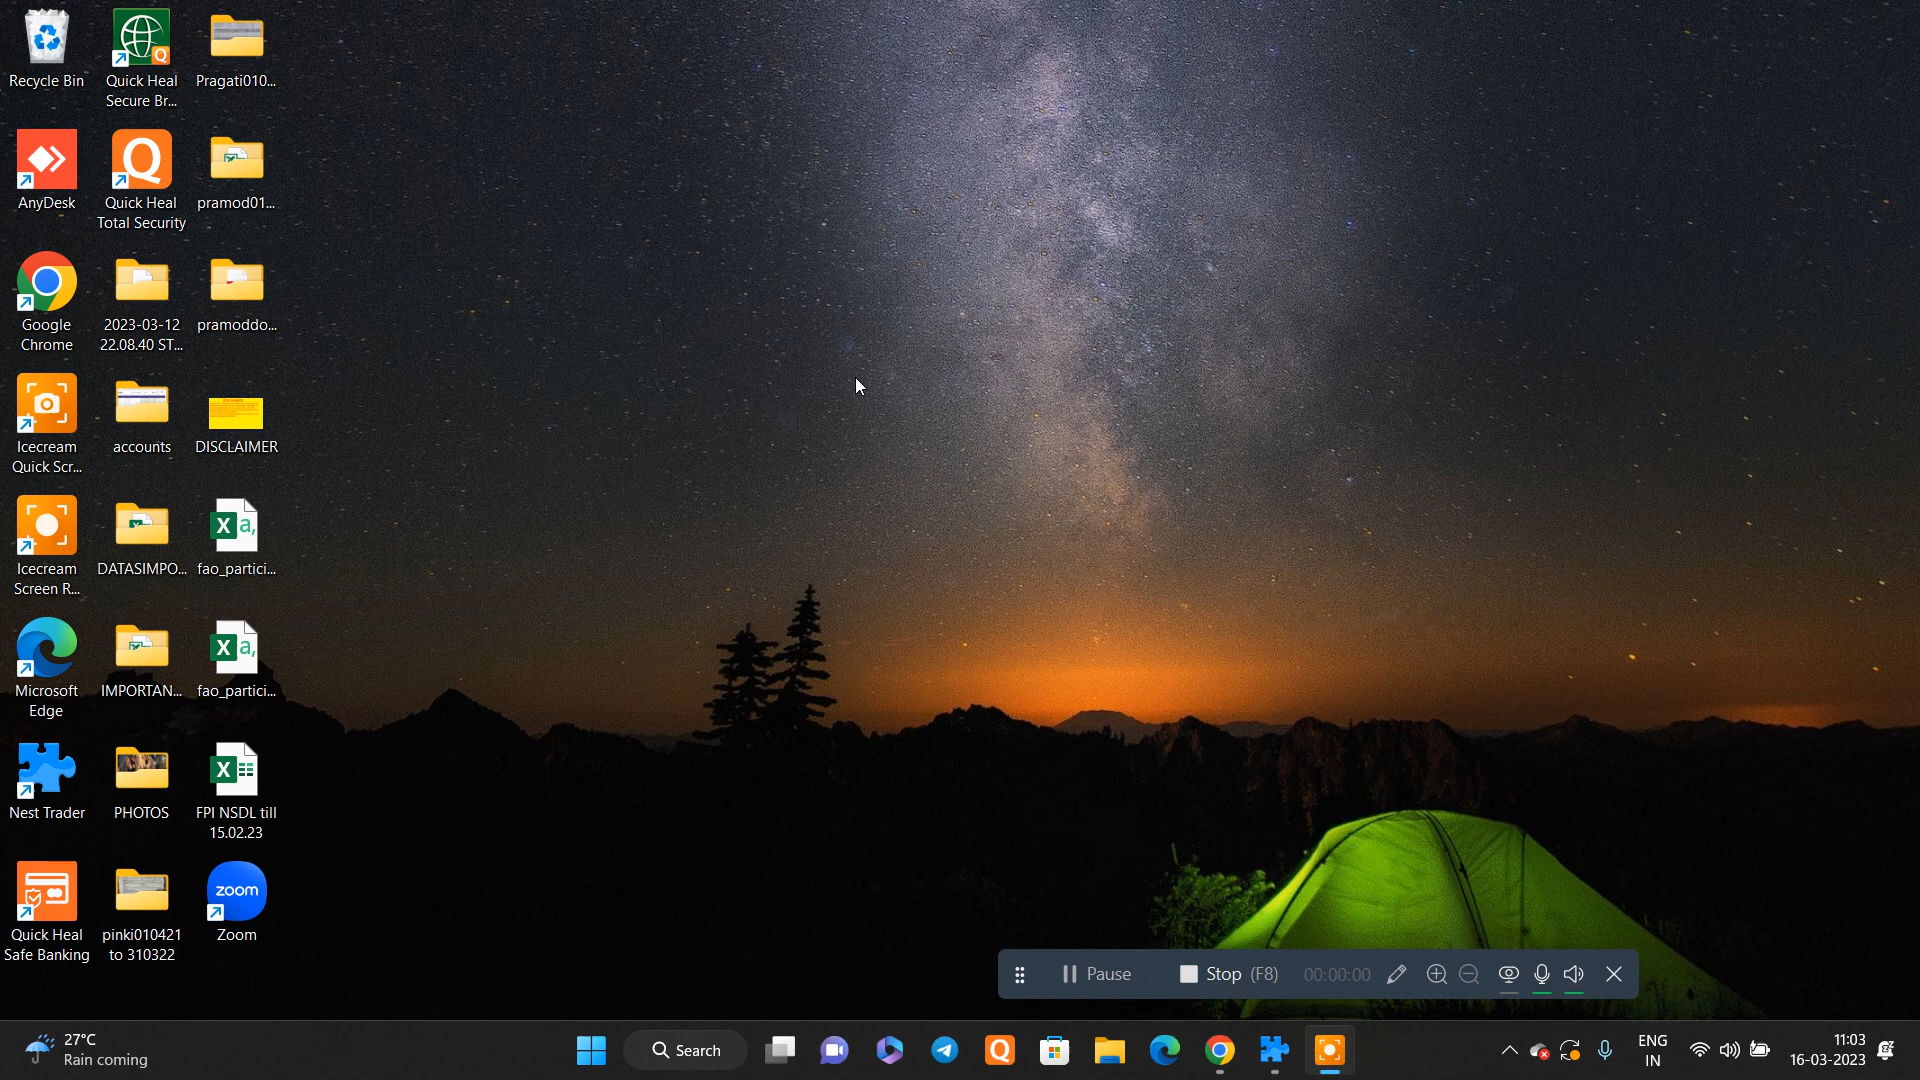 Recycle Bin
Quick Heal
Secure Br...
Pragati010...
AnyDesk
Quick Heal
Total Security
pramod01...
Google
Chrome
2023-03-12
22.08.40 ST...
pramoddo...
Icecream
Quick Scr...
accounts
DISCLAIMER
Icecream
Screen R...
DATASIMPO...
fao_partici...
Microsoft
Edge
IMPORTAN...
fao_partici...
Nest Trader
PHOTOS
FPI NSDL till
15.02.23
Quick Heal
Safe Banking
pinki010421
to 310322
zoom
Zoom
Pause
Stop (F8)
00:00:00
27°C
Rain coming
Search
ENG
IN
11:03
16-03-2023